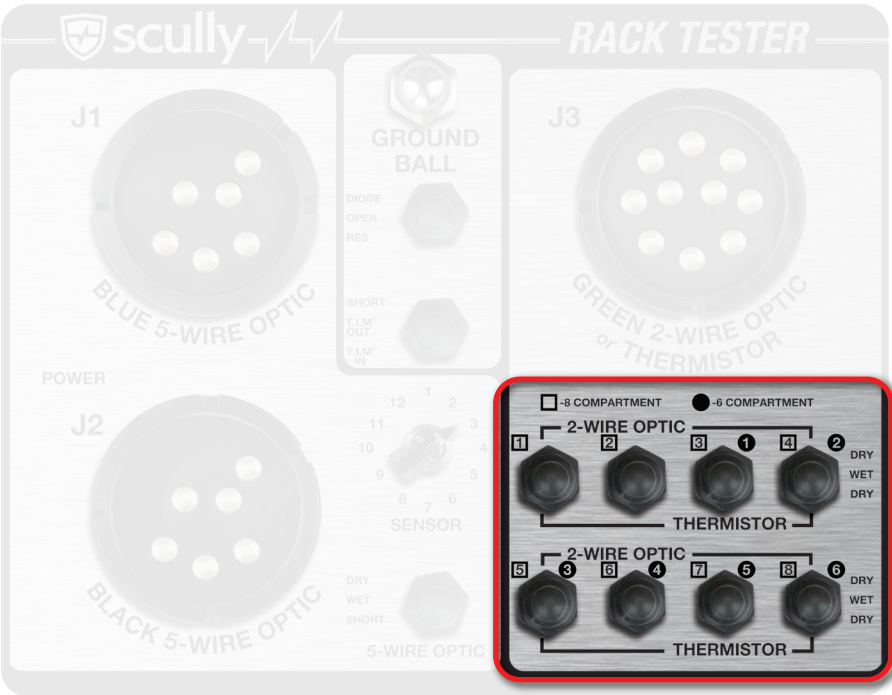 scully
RACK TESTER
J1
GROUND
BALL
DIODE
OPEN
RES
SHORT
T.I.M™
OUT
T.I.M™
IN
BLUE 5-WIRE OPTIC
J3
GREEN 2-WIRE OPTIC
or THERMISTOR
POWER
J2
BLACK 5-WIRE OPTIC
12 1 2
11 3
10 4
9 5
8 7 6
SENSOR
DRY
WET
SHORT
5-WIRE OPTIC
-8 COMPARTMENT -6 COMPARTMENT
2-WIRE OPTIC
1 2 3 1 4 2
DRY
WET
DRY
THERMISTOR
2-WIRE OPTIC
5 3 6 4 7 5 8 6
DRY
WET
DRY
THERMISTOR